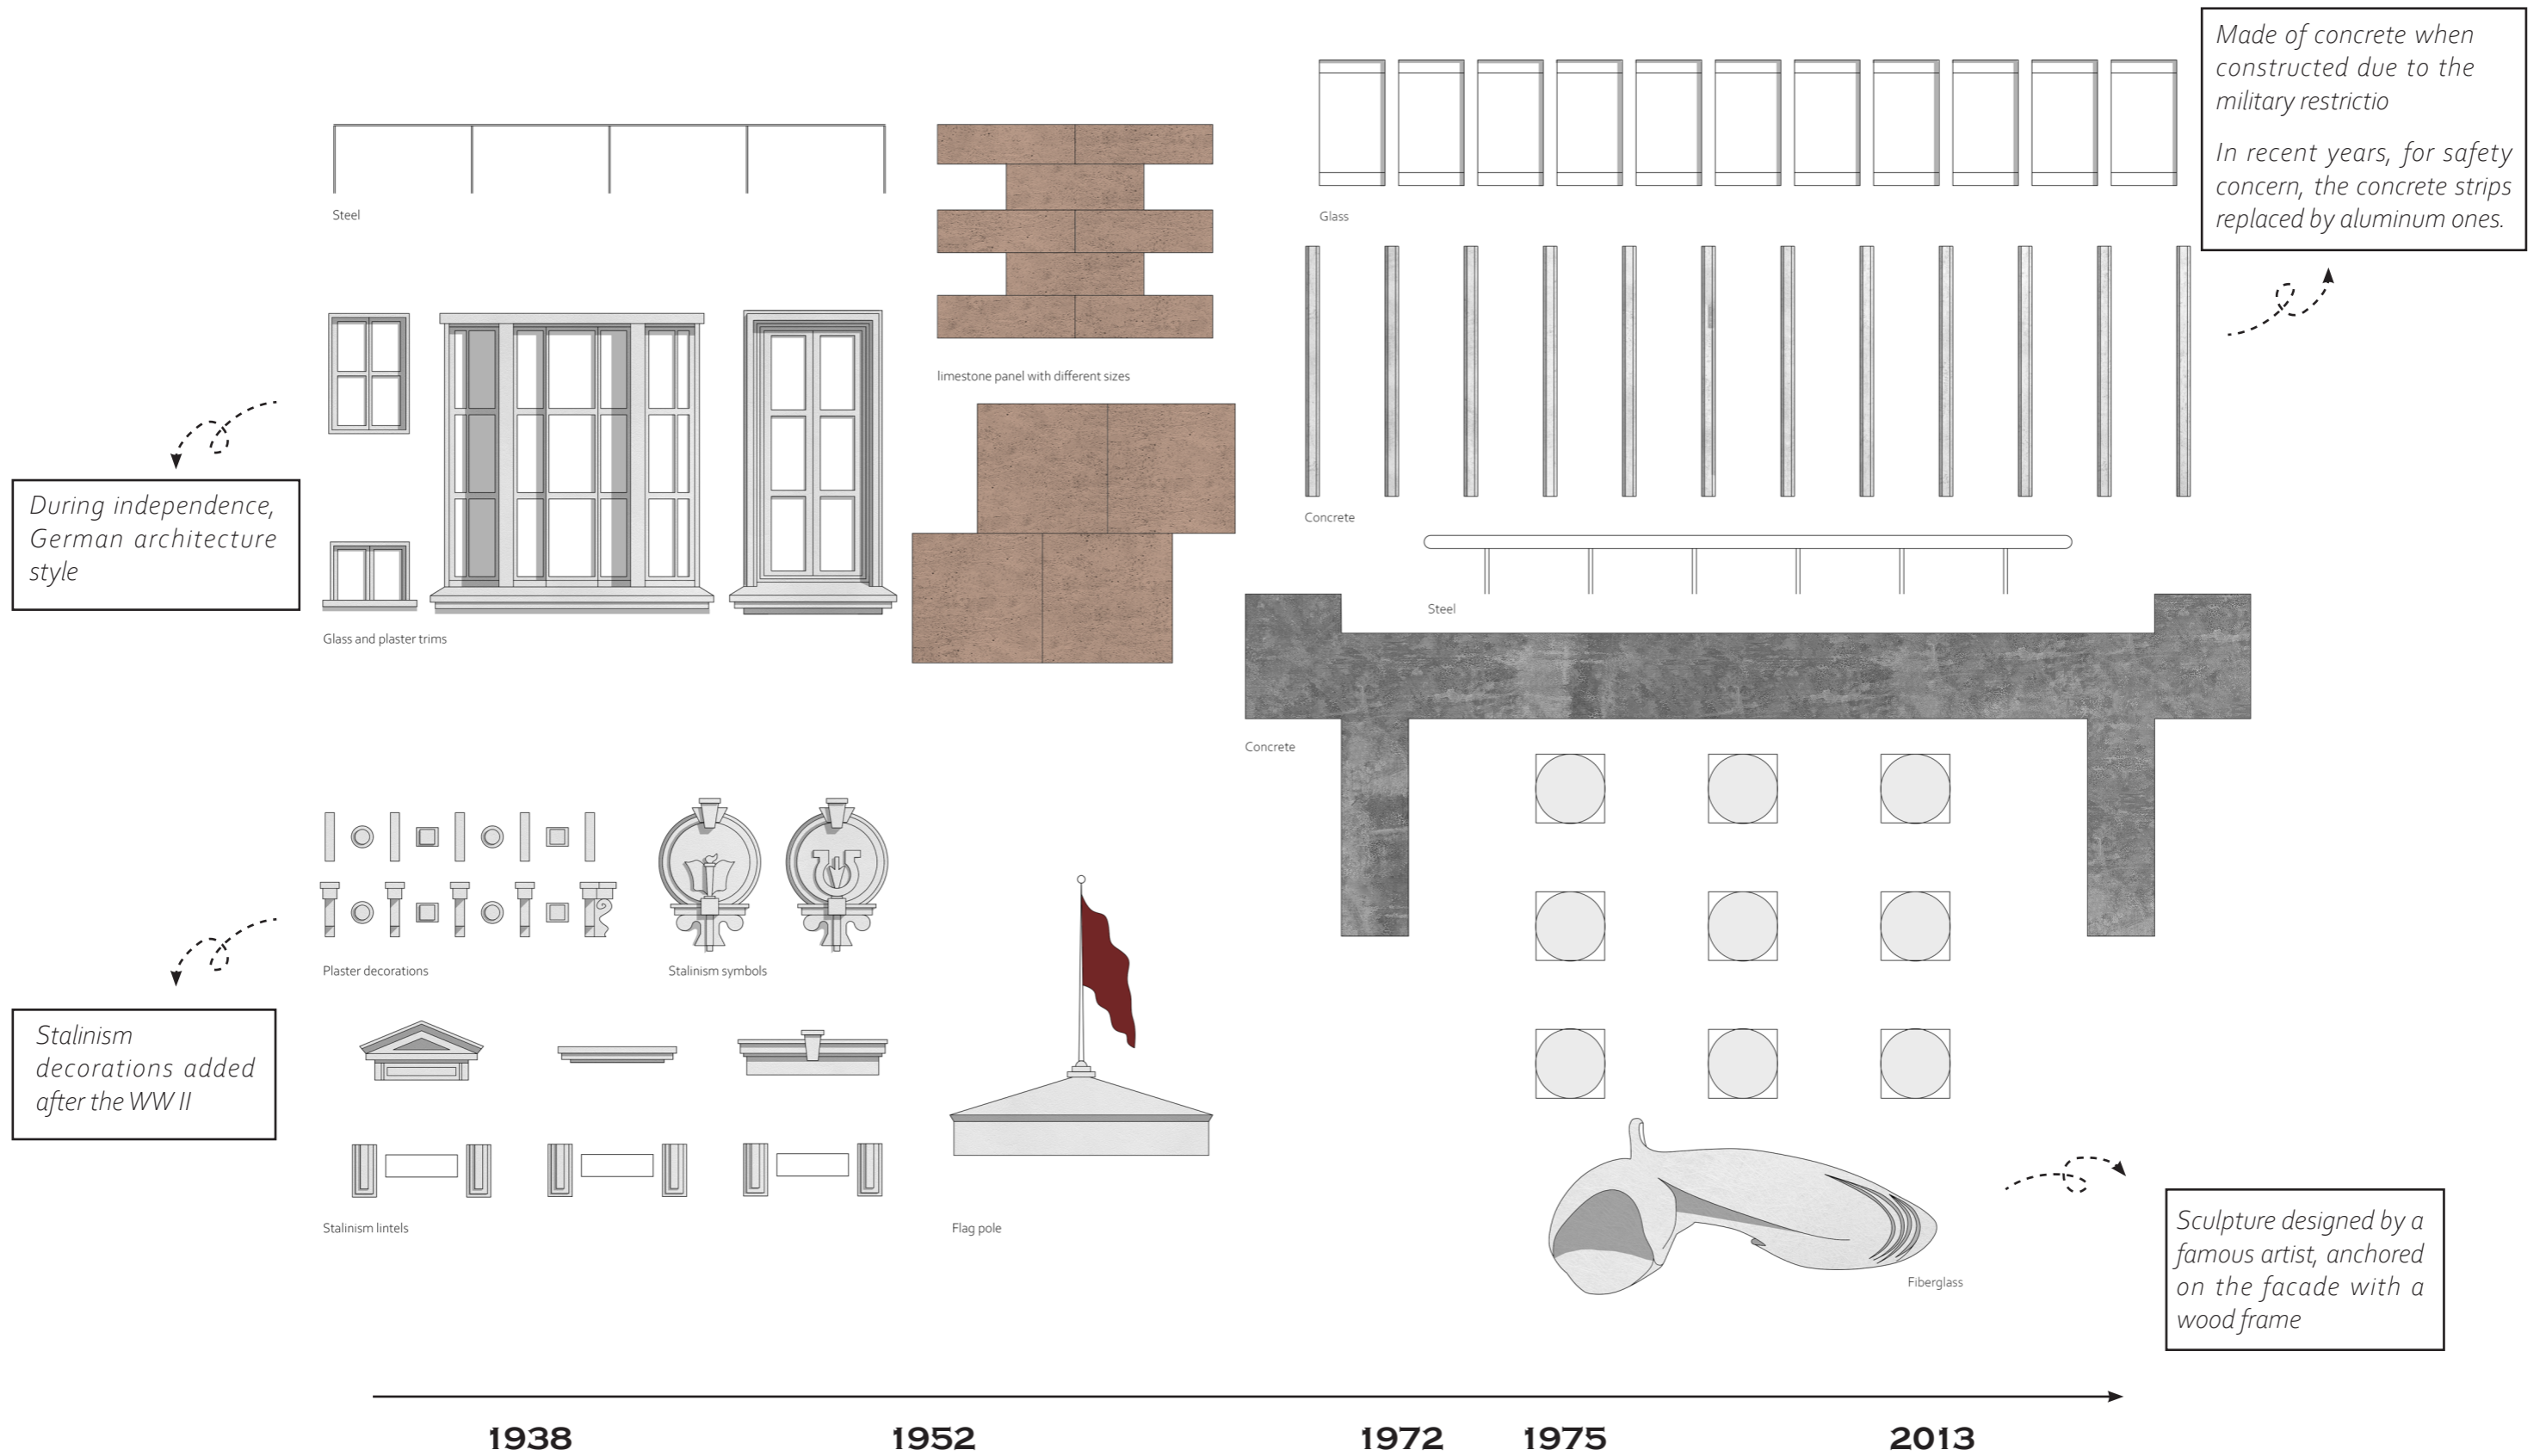 Made of concrete when
constructed due to the
military restrictio
In recent years, for safety
concern, the concrete strips
replaced by aluminum ones.
Steel
Glass
limestone panel with different sizes
During independence,
German architecture
style
Concrete
Steel
Glass and plaster trims
Concrete
Plaster decorations
Stalinism symbols
Stalinism
decorations added
after the WW II
Stalinism lintels
Flag pole
Fiberglass
Sculpture designed by a
famous artist, anchored
on the facade with a
wood frame
1938
1952
1972
1975
2013